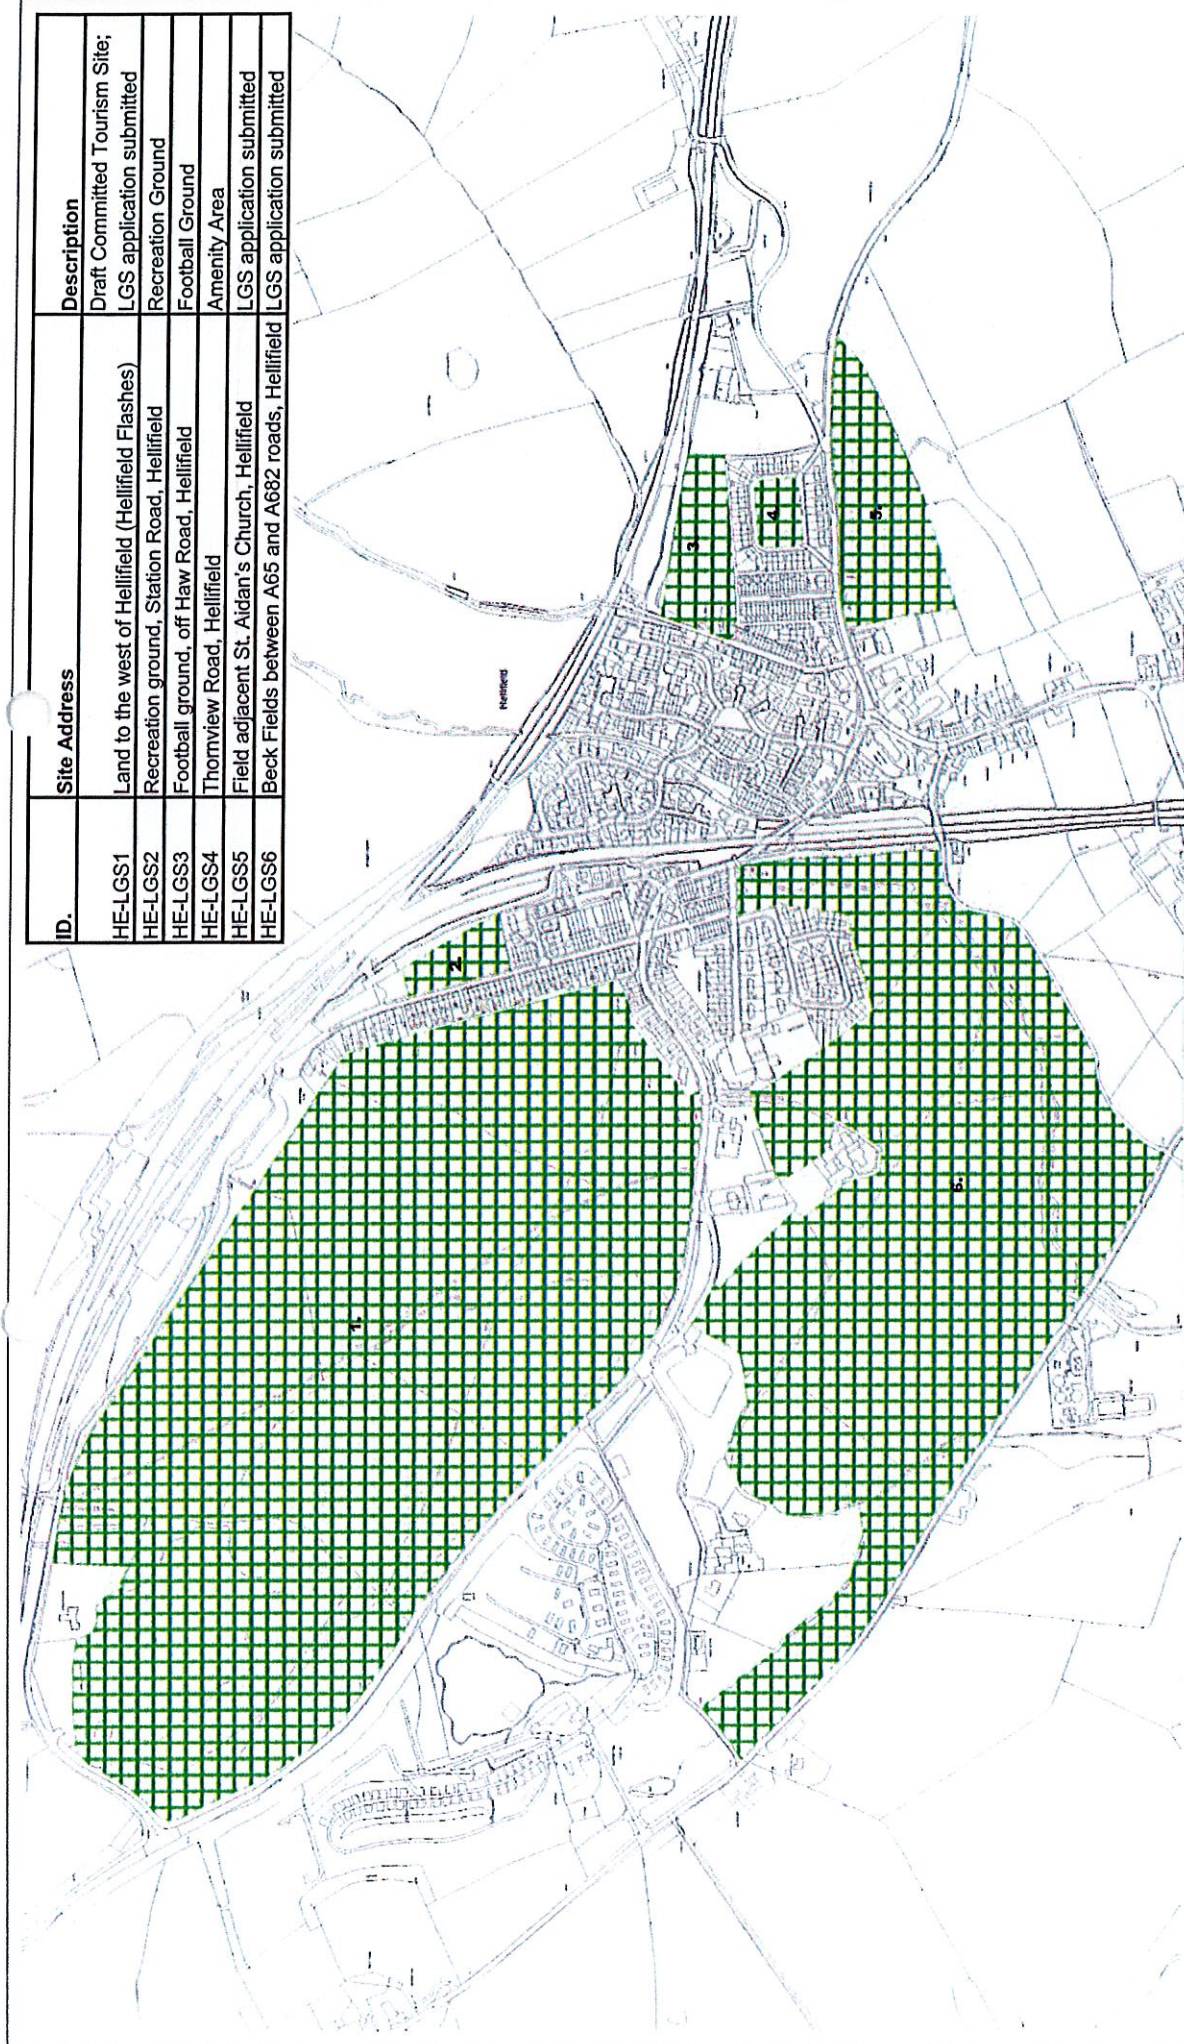 ID. Site Address Description
HE-LGS1 Land to the west of Hellifield (Hellifield Flashes) Draft Committed Tourism Site;
LGS application submitted
HE-LGS2 Recreation ground, Station Road, Hellifield Recreation Ground
HE-LGS3 Football ground, off Haw Road, Hellifield Football Ground
HE-LGS4 Thornview Road, Hellifield Amenity Area
HE-LGS5 Field adjacent St. Aidan's Church, Hellifield LGS application submitted
HE-LGS6 Beck Fields between A65 and A682 roads, Hellifield LGS application submitted
Hellifield
1.
2.
3.
4.
5.
6.